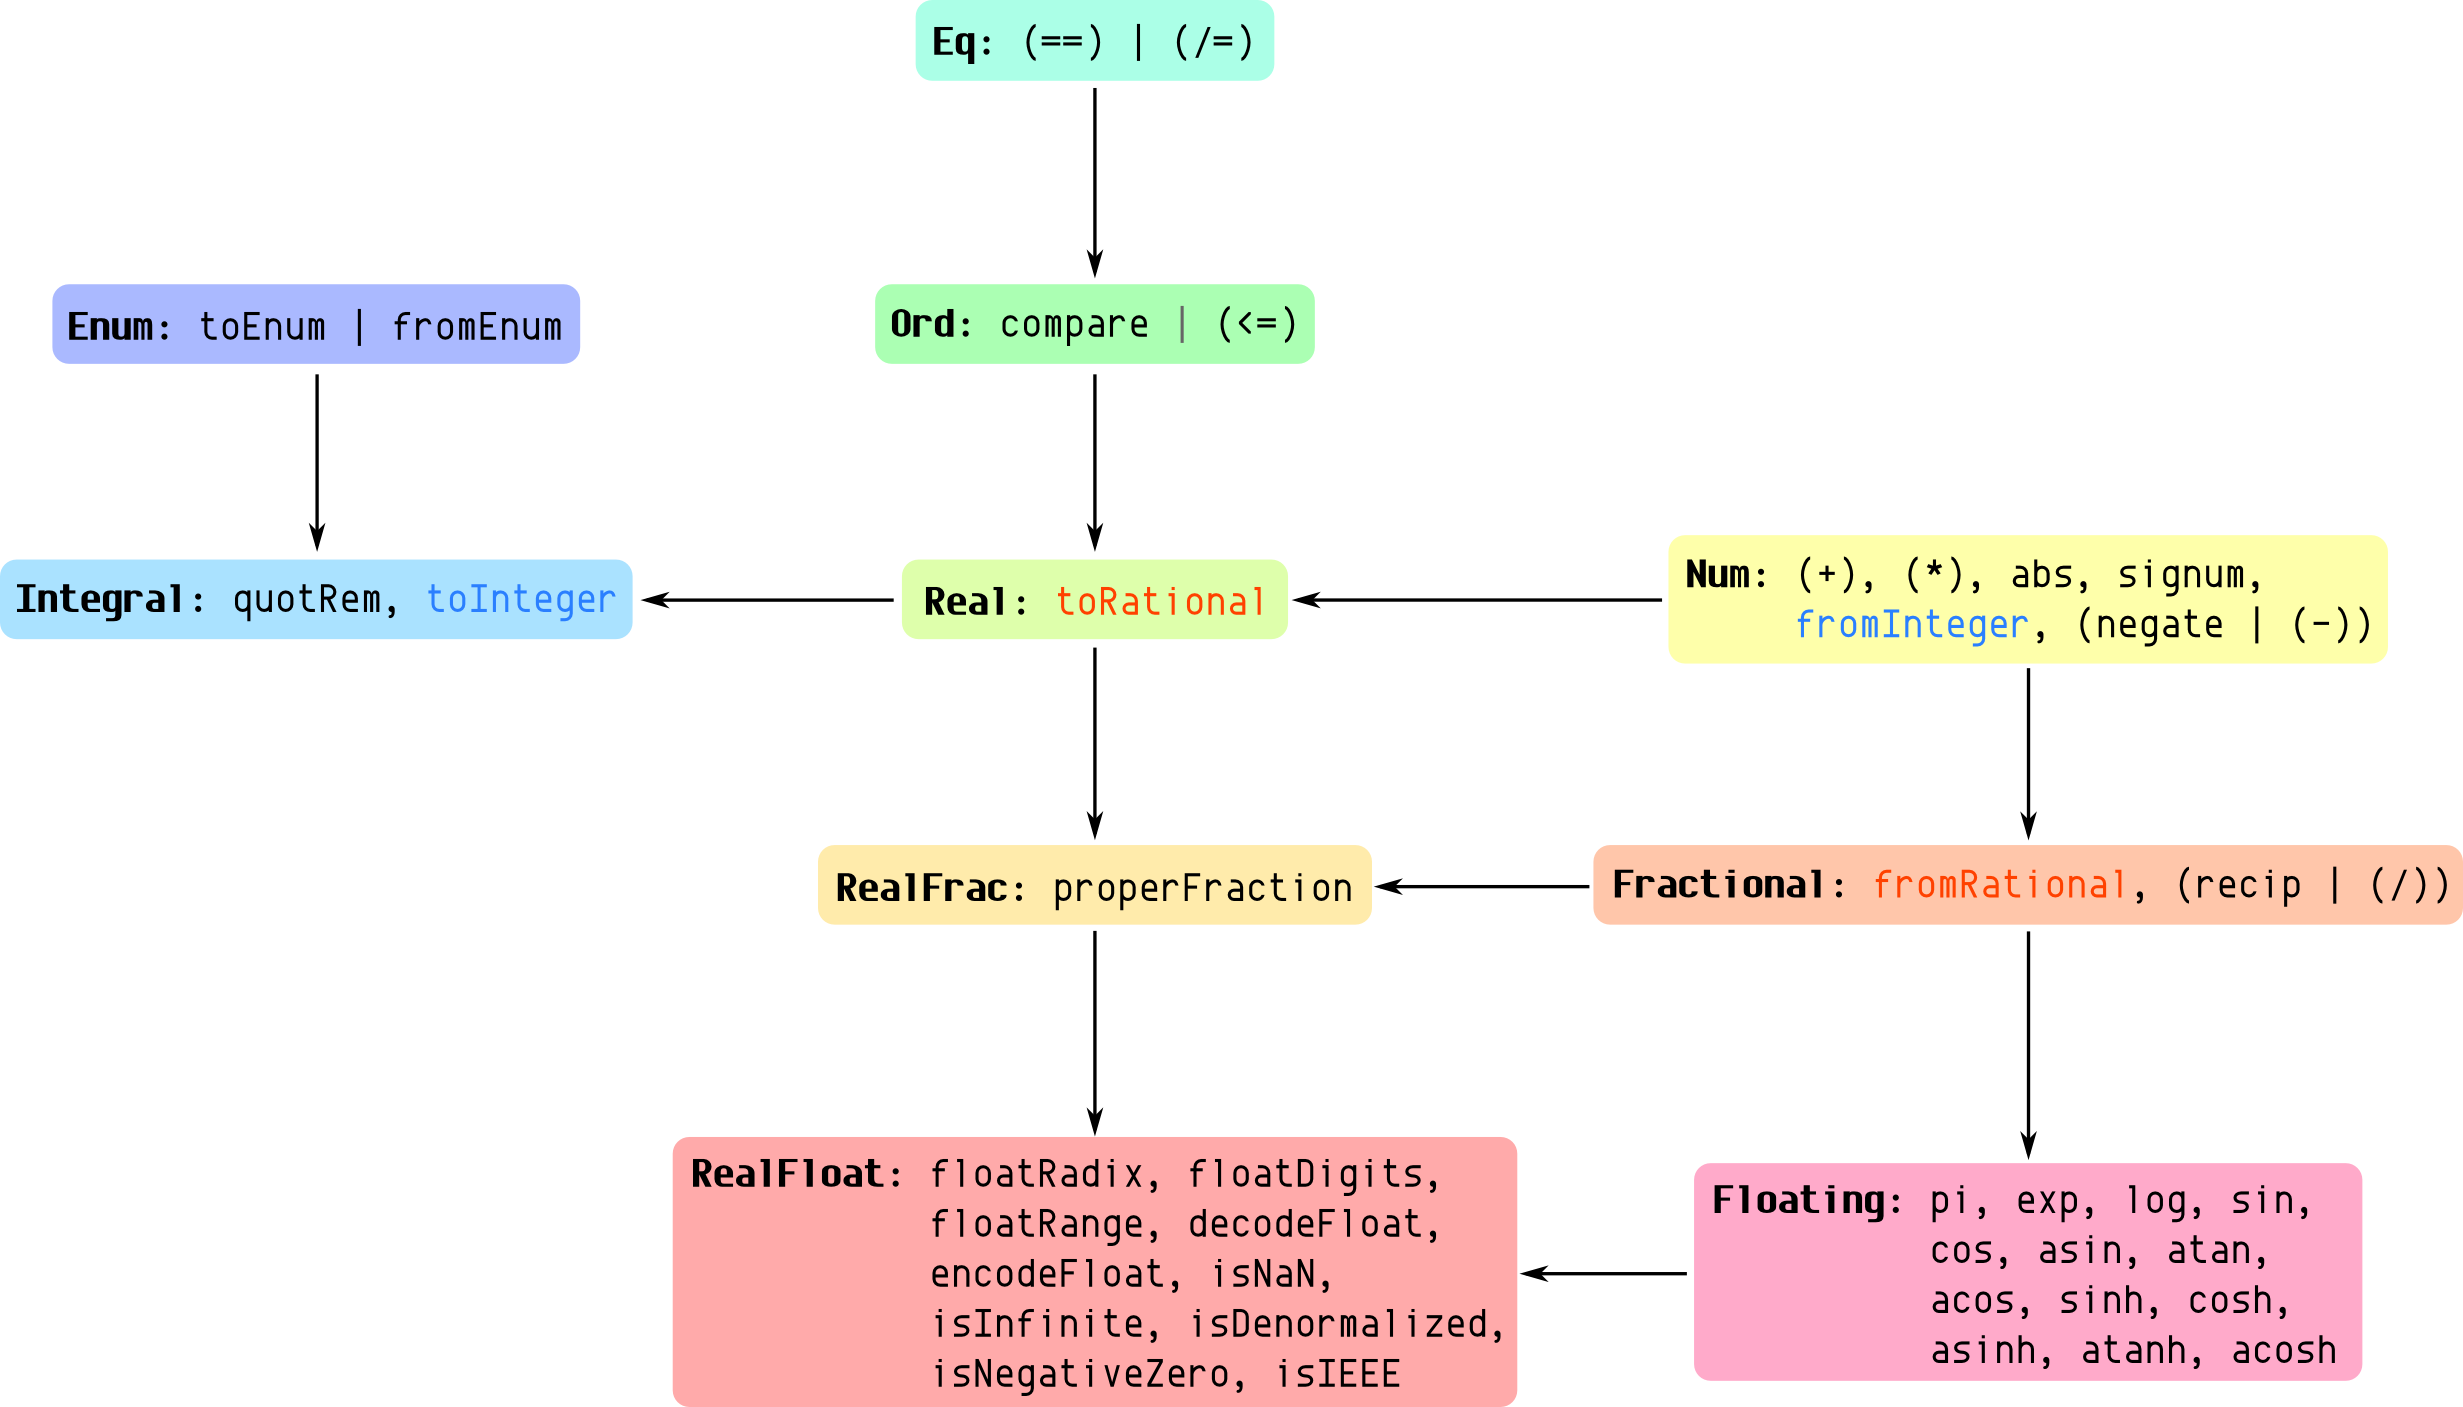 Eq: (==) | (/=)
Enum: toEnum | fromEnum
Ord: compare | (<=)
Integral: quotRem, toInteger
Real: toRational
Num: (+), (*), abs, signum,
fromInteger, (negate | (-))
RealFrac: properFraction
Fractional: fromRational, (recip | (/))
RealFloat: floatRadix, floatDigits,
floatRange, decodeFloat,
encodeFloat, isNaN,
isInfinite, isDenormalized,
isNegativeZero, isIEEE
Floating: pi, exp, log, sin,
cos, asin, atan,
acos, sinh, cosh,
asinh, atanh, acosh